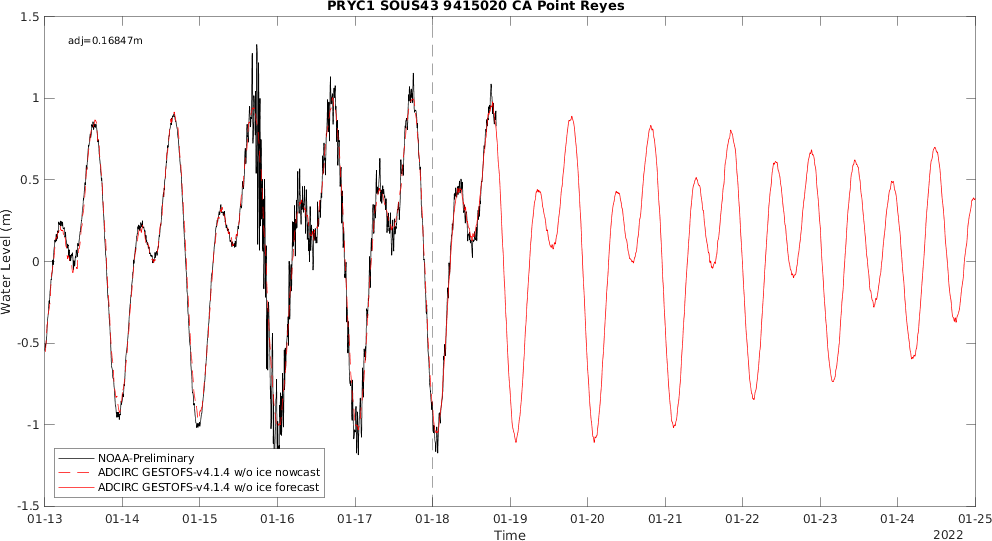 PRYC1 SOUS43 9415020 CA Point Reyes
adj=0.16847m
Water Level (m)
1.5
1
0.5
0
-0.5
-1
-1.5
NOAA-Preliminary
ADCIRC GESTOFS-v4.1.4 w/o ice nowcast
ADCIRC GESTOFS-v4.1.4 w/o ice forecast
01-13 01-14 01-15 01-16 01-17 01-18 01-19 01-20 01-21 01-22 01-23 01-24 01-25
Time
2022